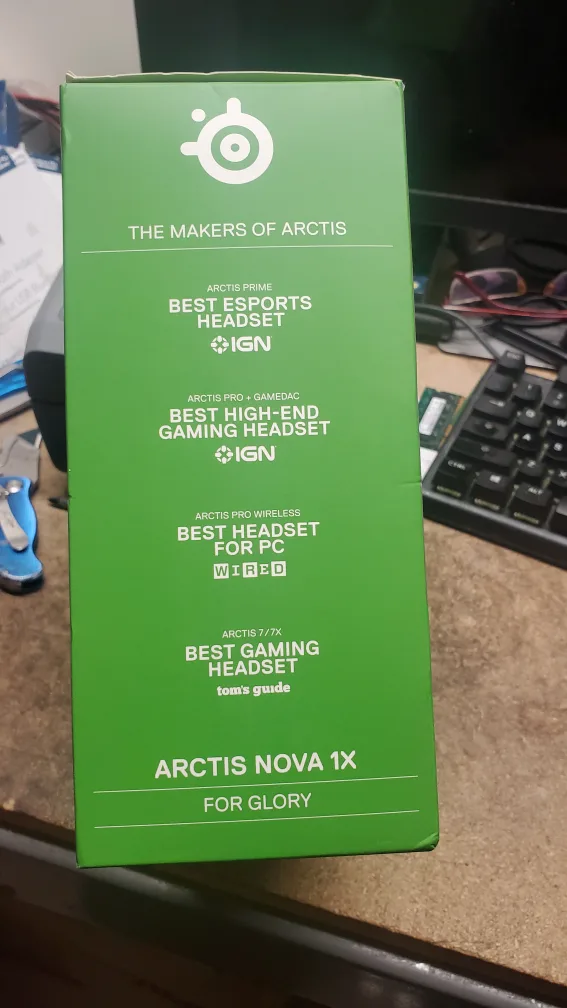 THE MAKERS OF ARCTIS
ARCTIS PRIME
BEST ESPORTS
HEADSET
IGN
ARCTIS PRO + GAMEDAC
BEST HIGH-END
GAMING HEADSET
IGN
ARCTIS PRO WIRELESS
BEST HEADSET
FOR PC
WIRED
ARCTIS 7/7X
BEST GAMING
HEADSET
tom's guide
ARCTIS NOVA 1X
FOR GLORY
CTRL
ALT